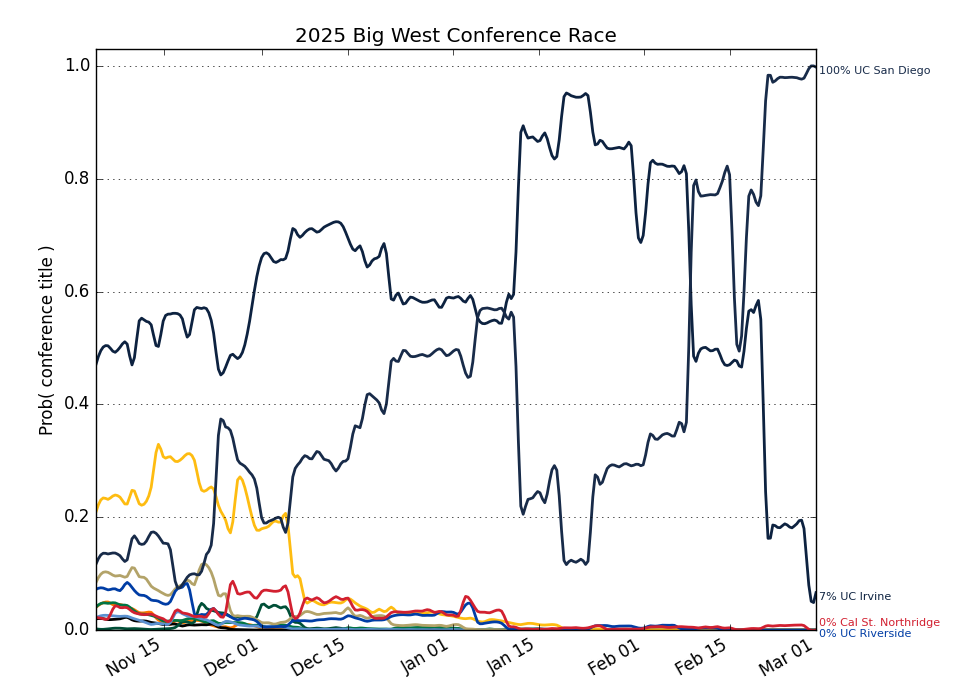 2025 Big West Conference Race
Prob( conference title )
1.0
0.8
0.6
0.4
0.2
0.0
Nov 15
Dec 01
Dec 15
Jan 01
Jan 15
Feb 01
Feb 15
Mar 01
100% UC San Diego
7% UC Irvine
0% Cal St. Northridge
0% UC Riverside